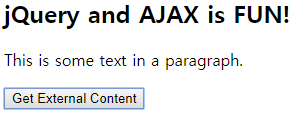 jQuery and AJAX is FUN!
This is some text in a paragraph.
Get External Content